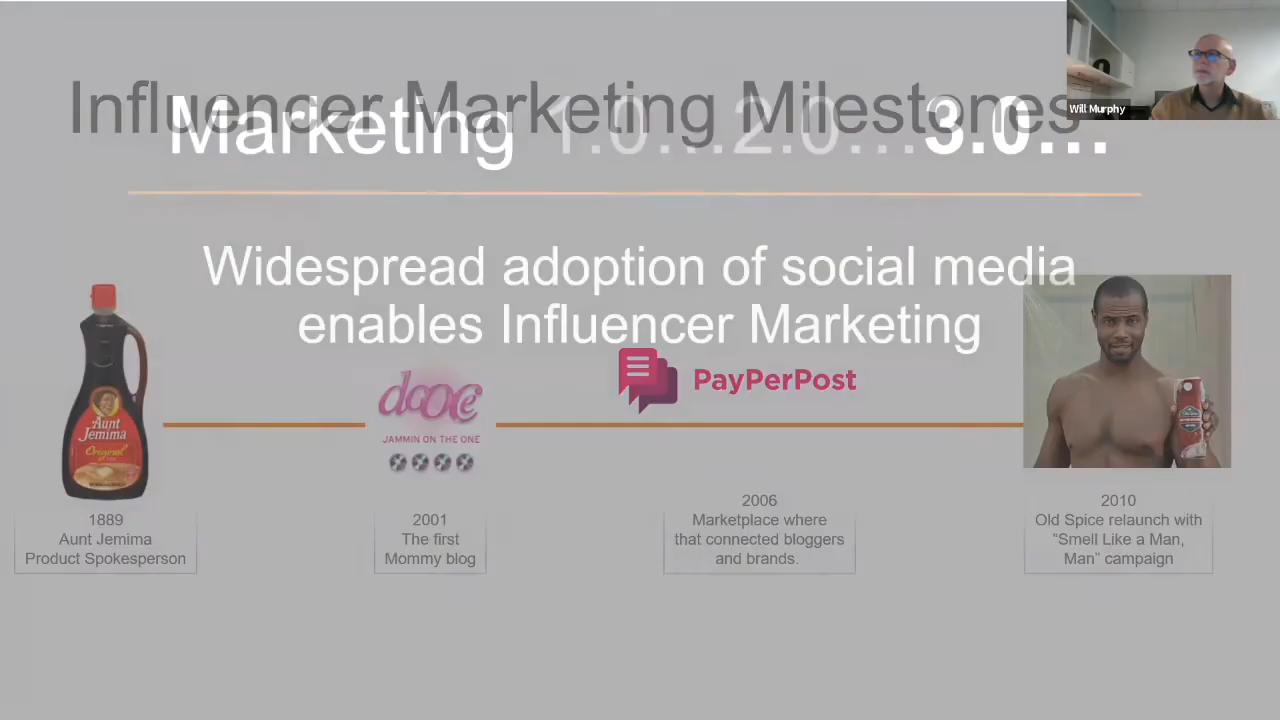 Influencer Marketing Milestones
Marketing 1.0...2.0...3.0...
Will Murphy
Widespread adoption of social media
enables Influencer Marketing
Aunt
Jemima
Original
dooce
JAMMIN ON THE ONE
PayPerPost
1889
Aunt Jemima
Product Spokesperson
2001
The first
Mommy blog
2006
Marketplace where
that connected bloggers
and brands.
2010
Old Spice relaunch with
“Smell Like a Man,
Man” campaign